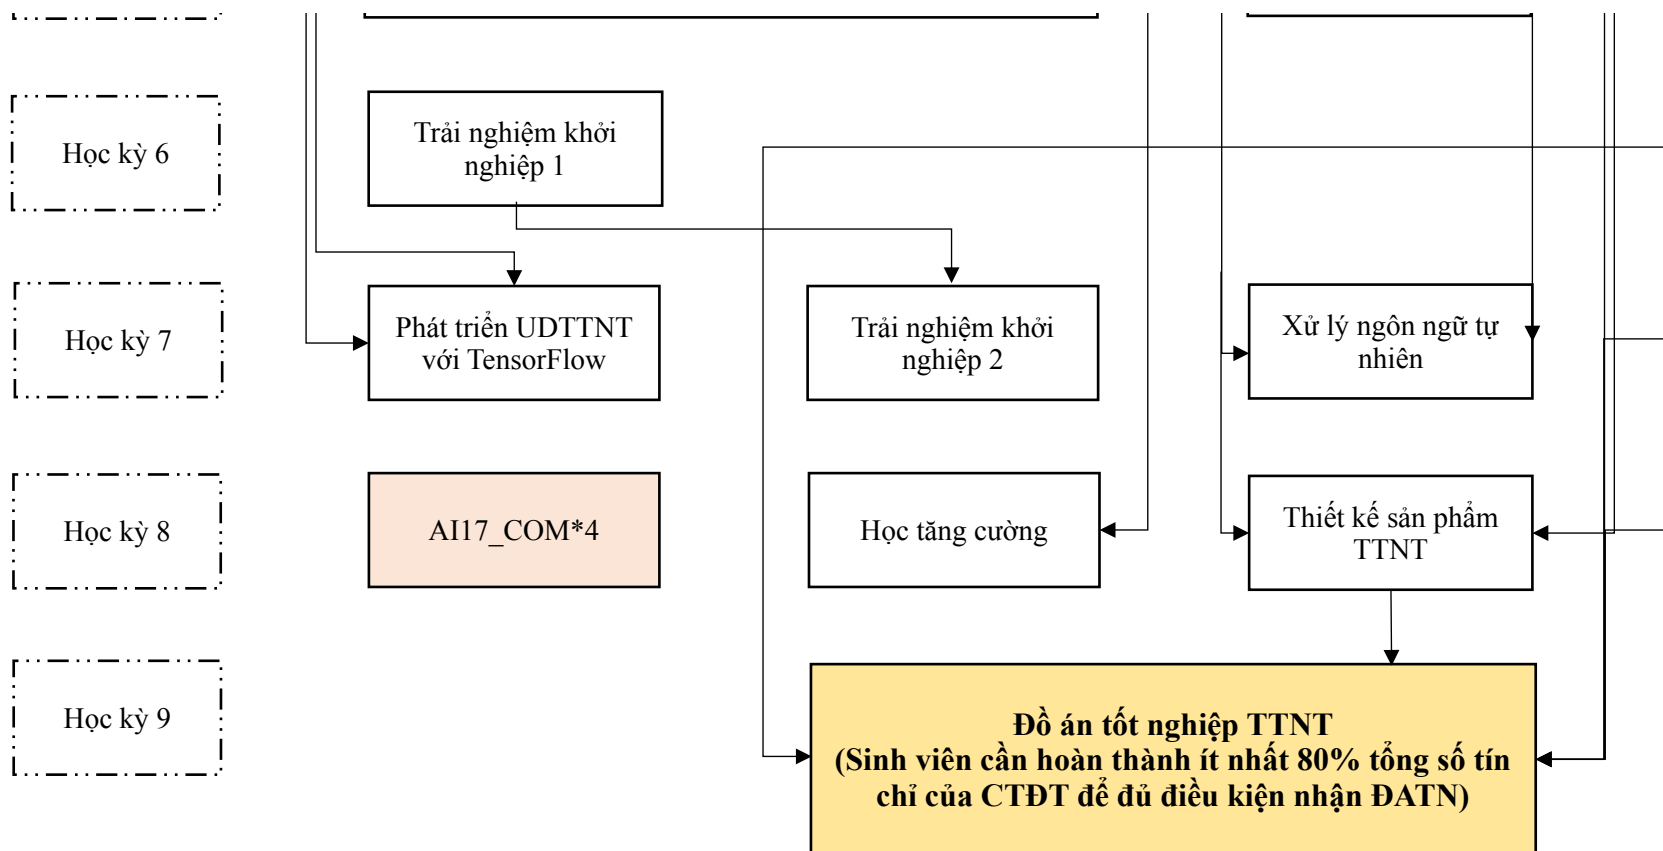 Học kỳ 6
Trải nghiệm khởi
nghiệp 1
Học kỳ 7
Phát triển UDTTNT
với TensorFlow
Trải nghiệm khởi
nghiệp 2
Xử lý ngôn ngữ tự
nhiên
Học kỳ 8
AI17_COM*4
Học tăng cường
Thiết kế sản phẩm
TTNT
Học kỳ 9
Đồ án tốt nghiệp TTNT
(Sinh viên cần hoàn thành ít nhất 80% tổng số tín
chỉ của CTĐT để đủ điều kiện nhận ĐATN)